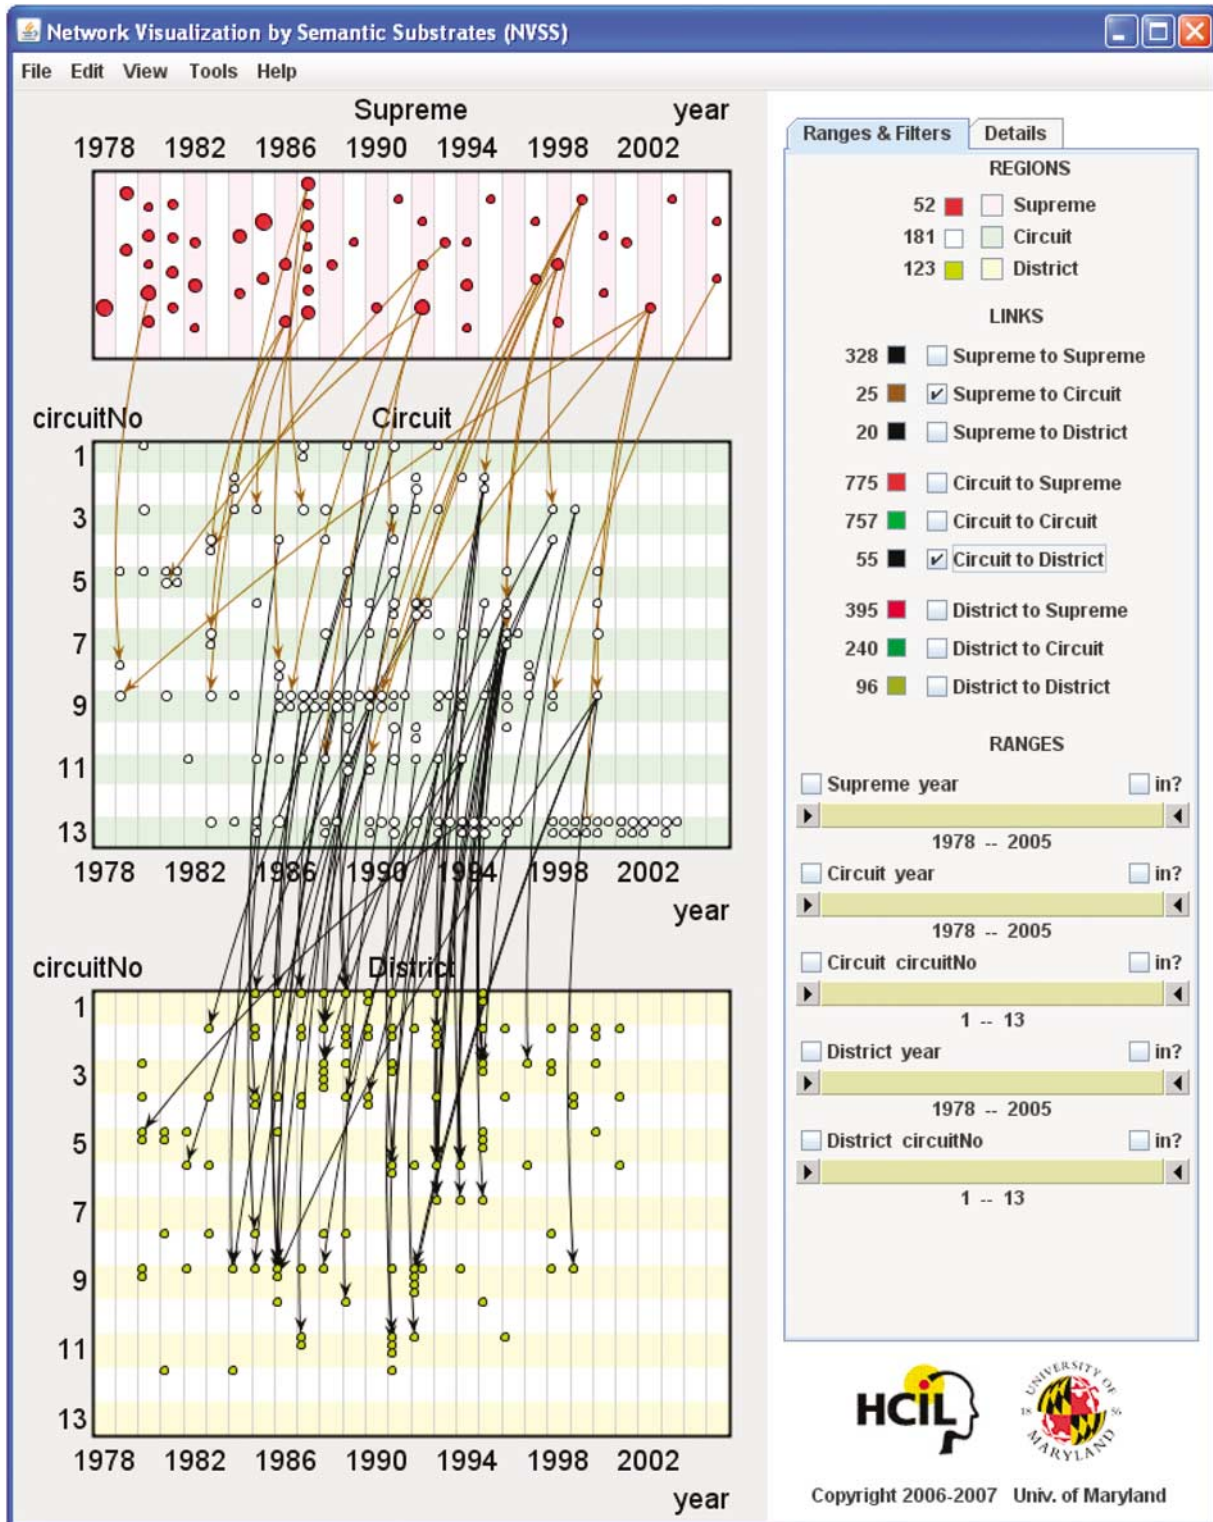 Network Visualization by Semantic Substrates (NVSS)
File Edit View Tools Help
Supreme year
1978 1982 1986 1990 1994 1998 2002
circuitNo Circuit
1
3
5
7
9
11
13
1978 1982 1986 1990 1994 1998 2002
year
circuitNo District
1
3
5
7
9
11
13
1978 1982 1986 1990 1994 1998 2002
year
Ranges & Filters Details
REGIONS
52 Supreme
181 Circuit
123 District
LINKS
328 Supreme to Supreme
25 Supreme to Circuit
20 Supreme to District
775 Circuit to Supreme
757 Circuit to Circuit
55 Circuit to District
395 District to Supreme
240 District to Circuit
96 District to District
RANGES
Supreme year in?
1978 -- 2005
Circuit year in?
1978 -- 2005
Circuit circuitNo in?
1 -- 13
District year in?
1978 -- 2005
District circuitNo in?
1 -- 13
HCIL
UNIVERSITY OF
18 56
MARYLAND
Copyright 2006-2007 Univ. of Maryland